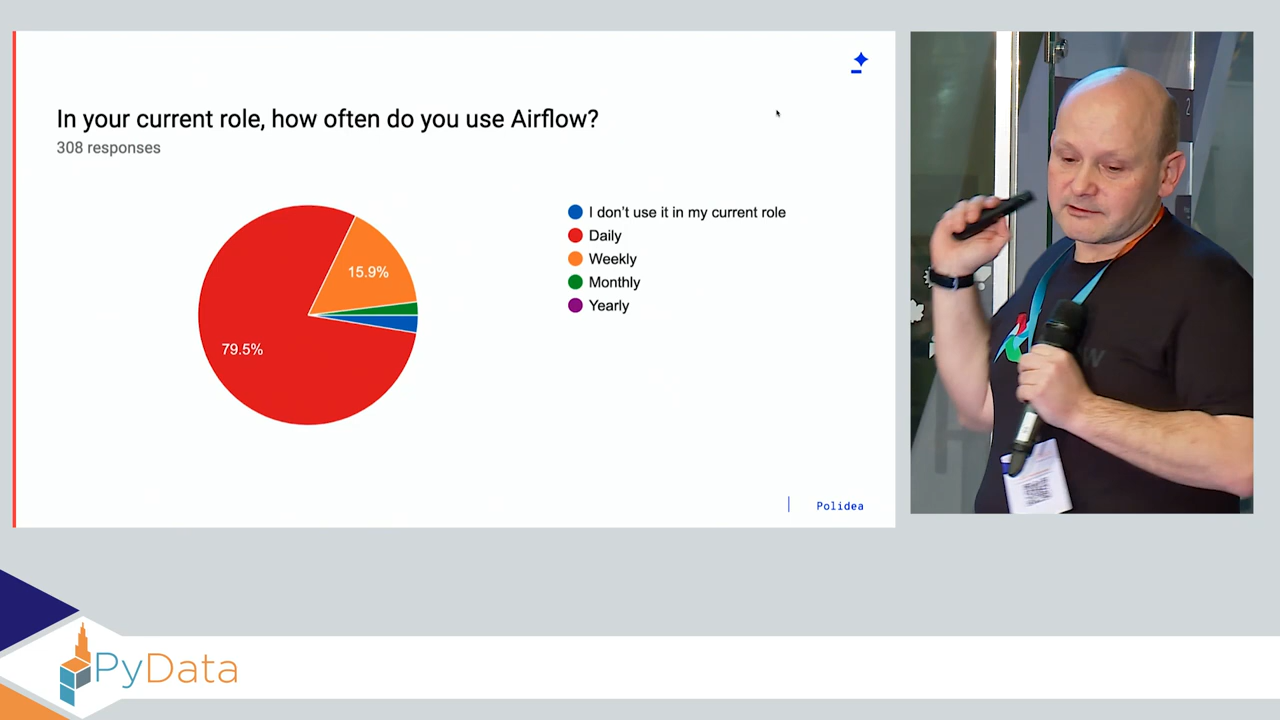 In your current role, how often do you use Airflow?
308 responses
15.9%
79.5%
I don't use it in my current role
Daily
Weekly
Monthly
Yearly
Polidea
2
PyData